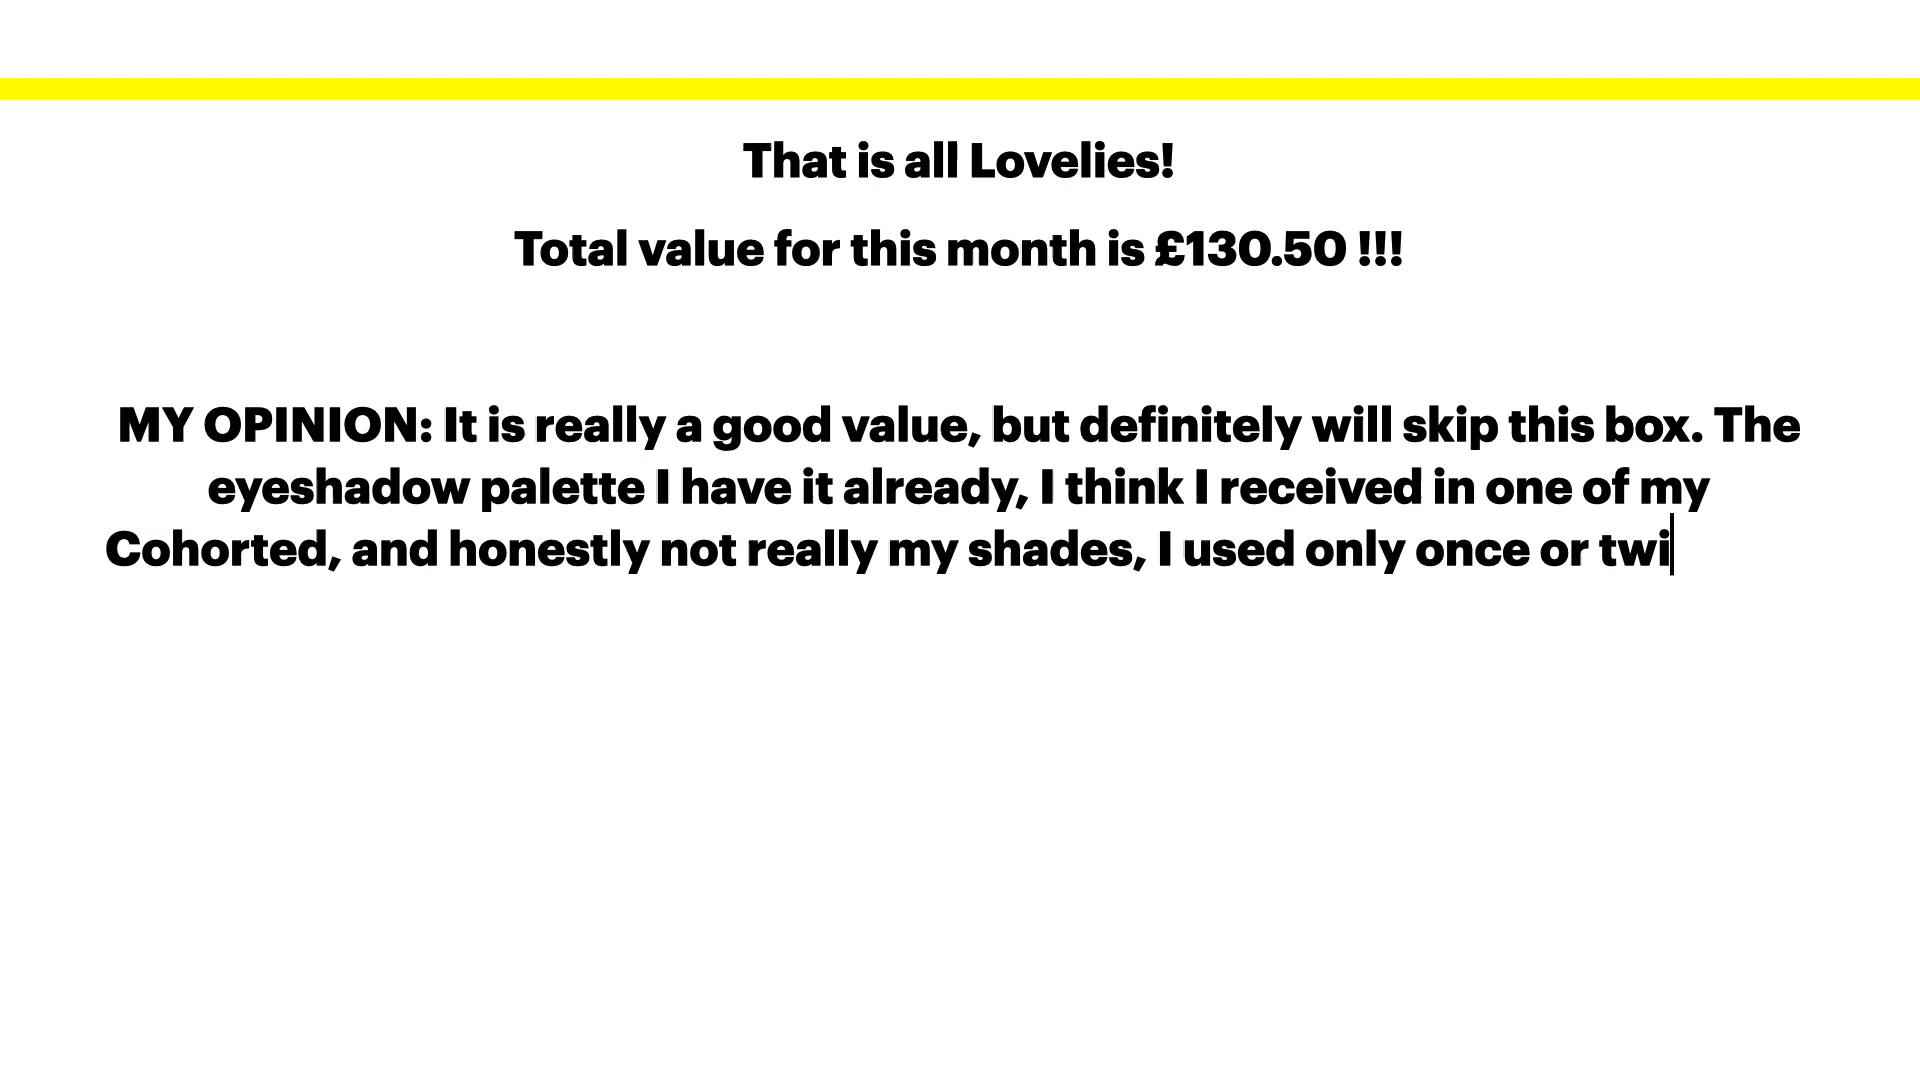 That is all Lovelies!
Total value for this month is £130.50 !!!
MY OPINION: It is really a good value, but definitely will skip this box. The
eyeshadow palette I have it already, I think I received in one of my
Cohorted, and honestly not really my shades, I used only once or twi